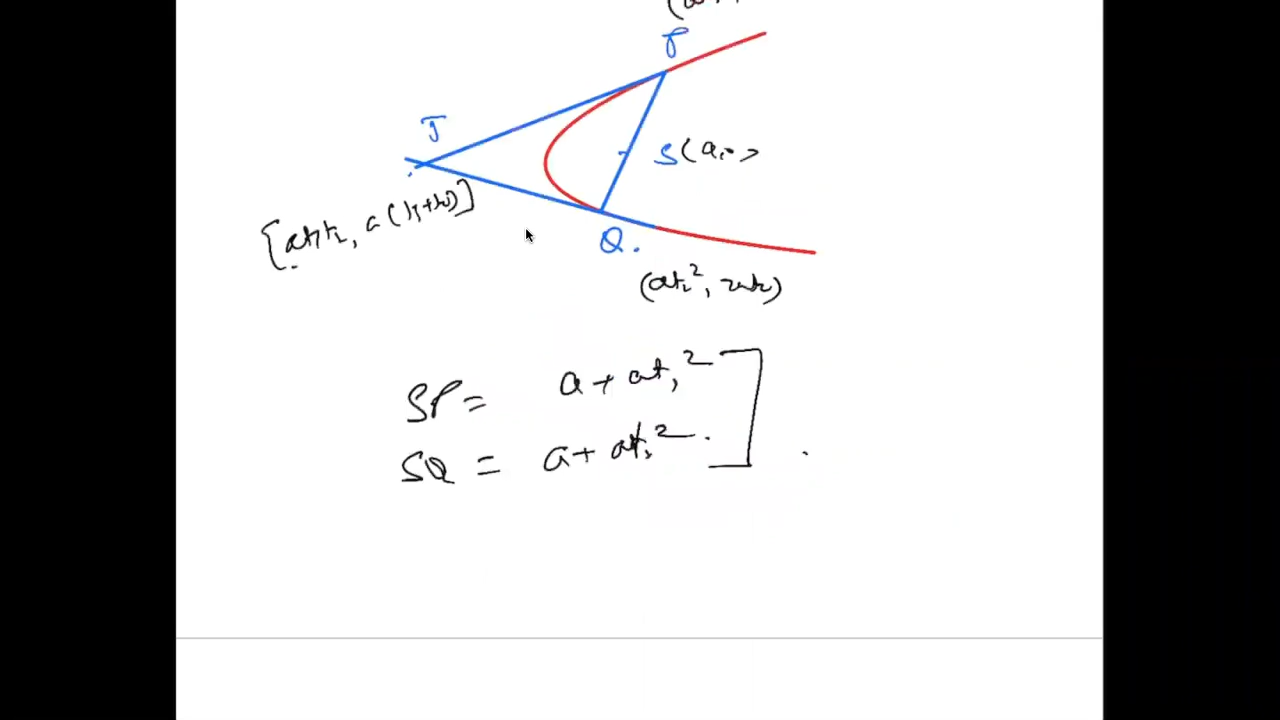 P
T
S(a,0)
[at₁t₂, a(t₁+t₂)]
Q.
(at₂², 2at₂)
SP = a + at₁²
SQ = a + at₂².